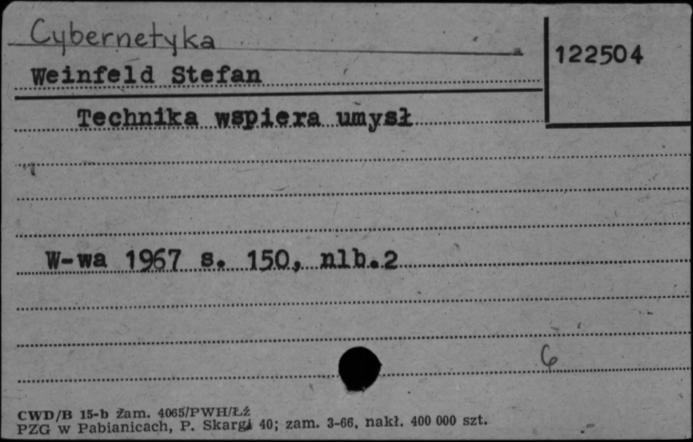 Cybernetyka
122504
Weinfeld Stefan
Technika wspiera umysł
W-wa 1967 s. 150, nlb.2
6
CWD/B 15-b Zam. 4065/PWH/Łż
PZG w Pabianicach, P. Skargi 40; zam. 3-66, nakł. 400 000 szt.